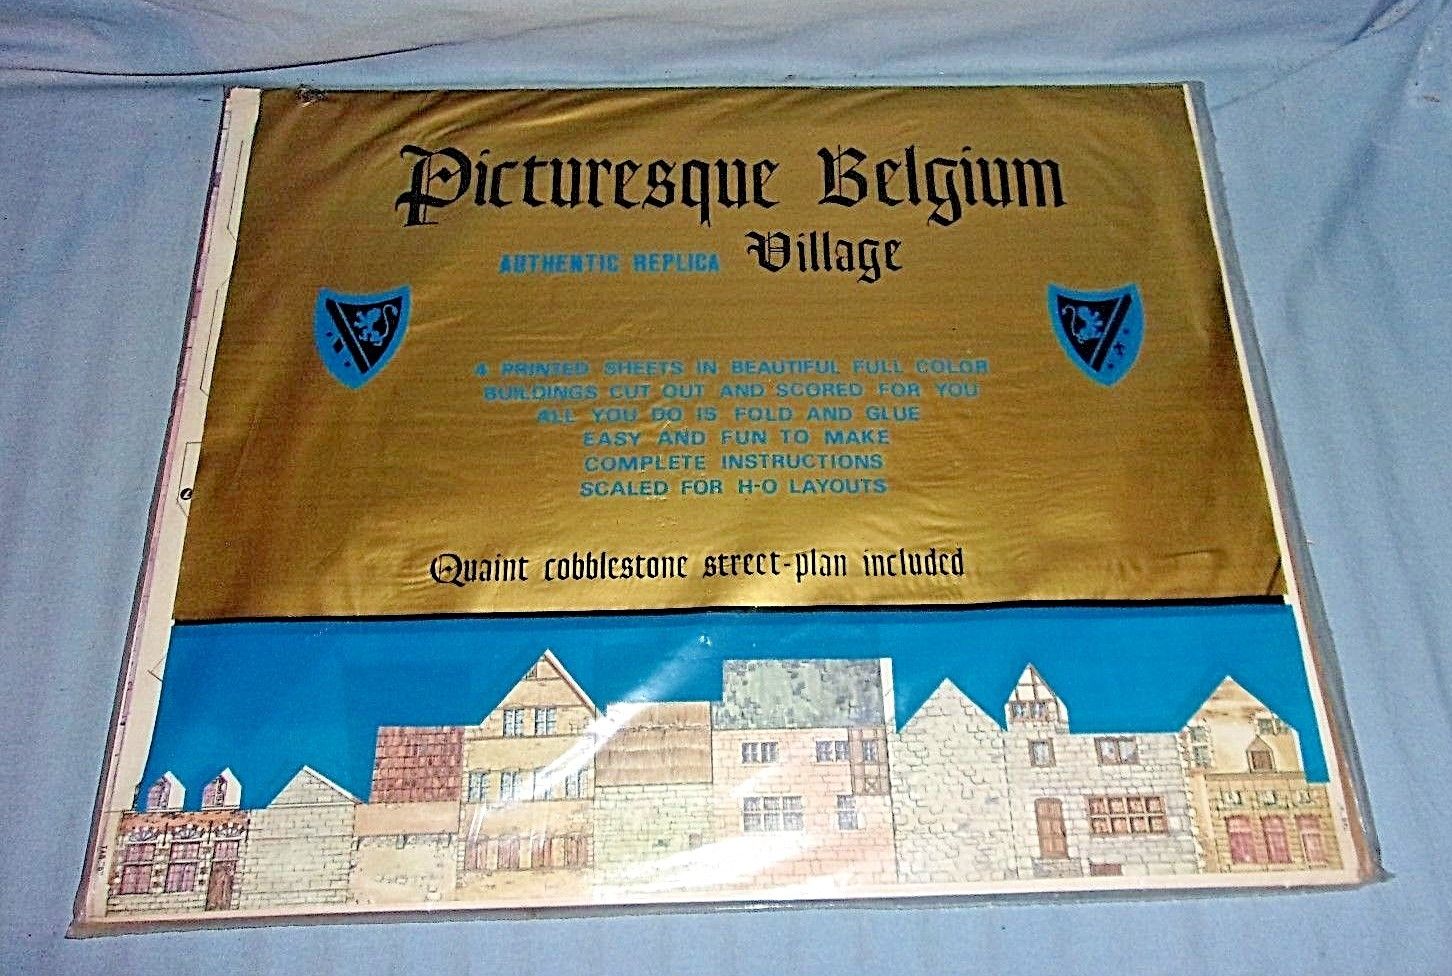 Picturesque Belgium
AUTHENTIC REPLICA Village
4 PRINTED SHEETS IN BEAUTIFUL FULL COLOR
BUILDINGS CUT OUT AND SCORED FOR YOU
ALL YOU DO IS FOLD AND GLUE
EASY AND FUN TO MAKE
COMPLETE INSTRUCTIONS
SCALED FOR H-O LAYOUTS
Quaint cobblestone street-plan included